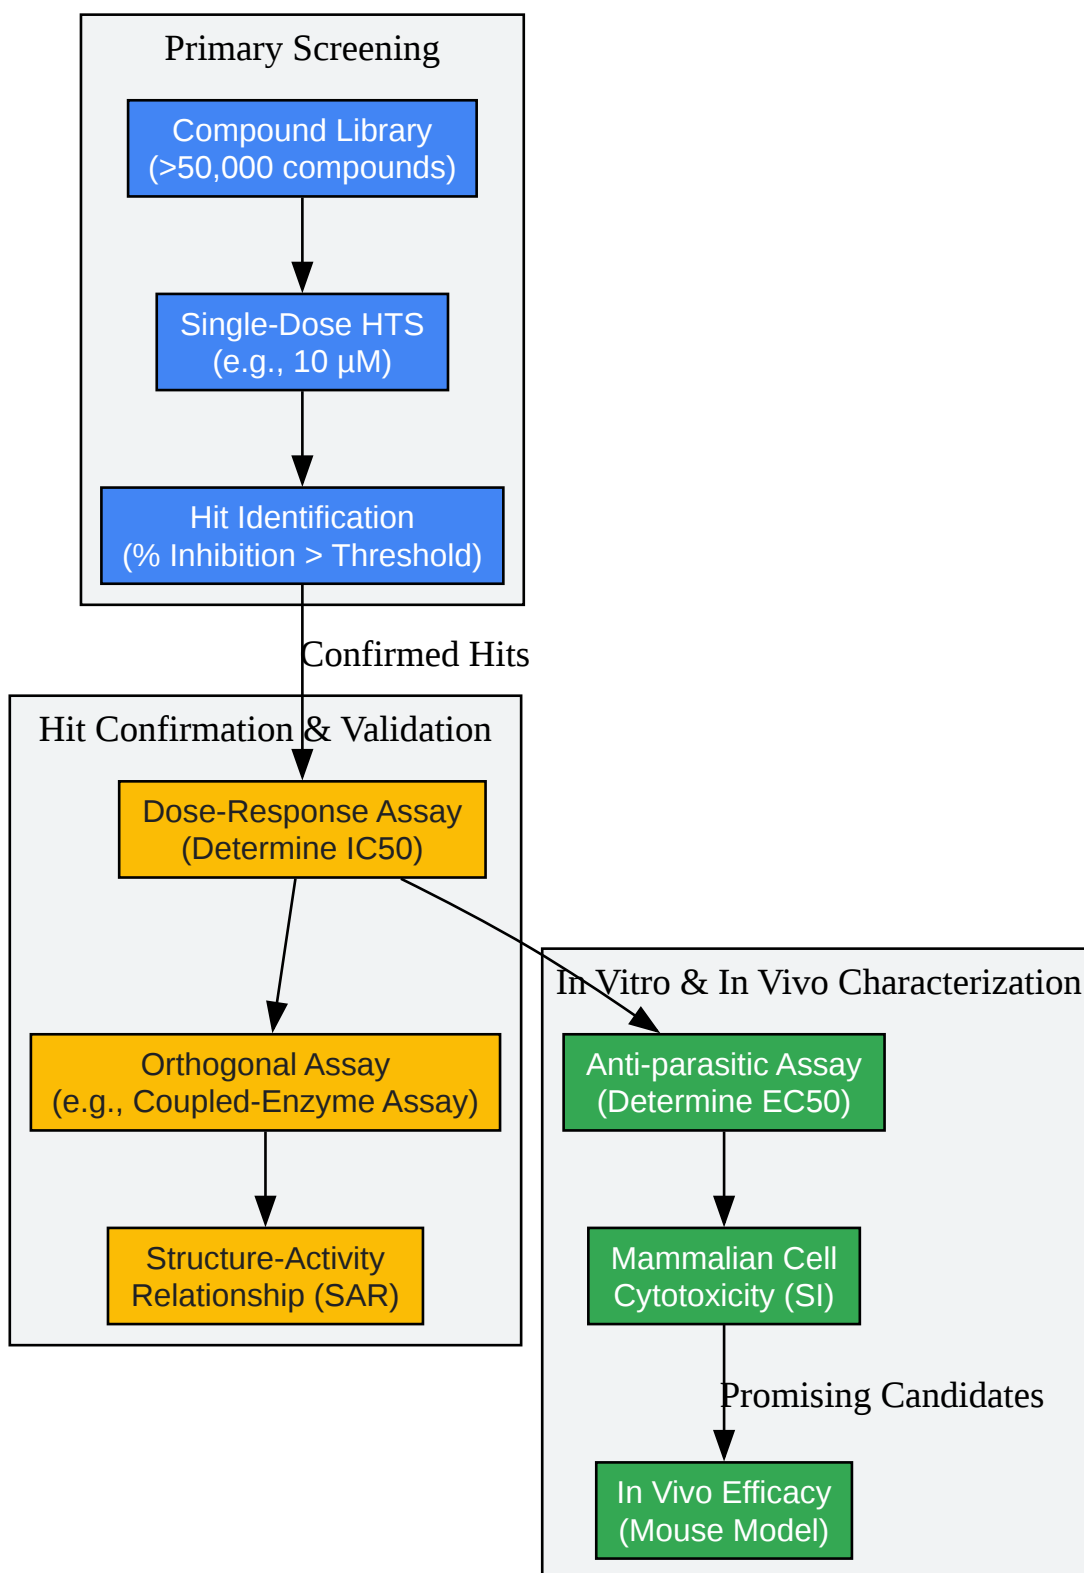 Primary Screening
Compound Library
(>50,000 compounds)
Single-Dose HTS
(e.g., 10 µM)
Hit Identification
(% Inhibition > Threshold)
Confirmed Hits
Hit Confirmation & Validation
Dose-Response Assay
(Determine IC50)
Orthogonal Assay
(e.g., Coupled-Enzyme Assay)
Structure-Activity
Relationship (SAR)
In Vitro & In Vivo Characterization
Anti-parasitic Assay
(Determine EC50)
Mammalian Cell
Cytotoxicity (SI)
Promising Candidates
In Vivo Efficacy
(Mouse Model)